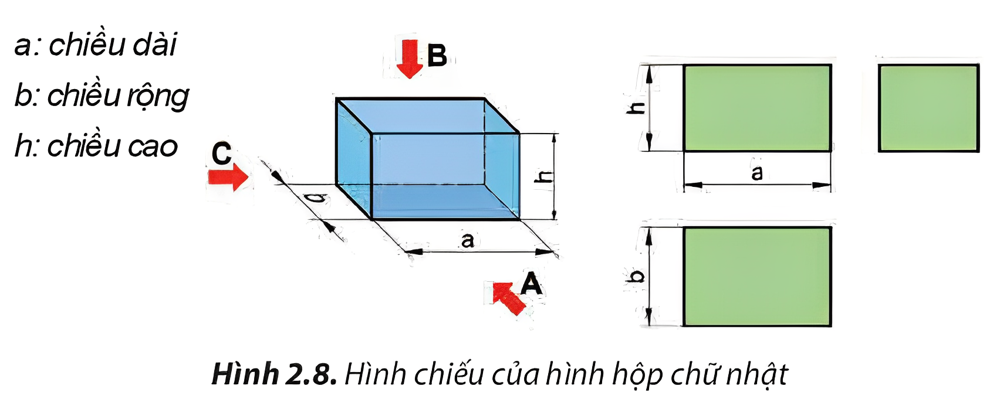 a: chiều dài
b: chiều rộng
h: chiều cao
B
C
b
h
a
A
h
a
b
Hình 2.8. Hình chiếu của hình hộp chữ nhật